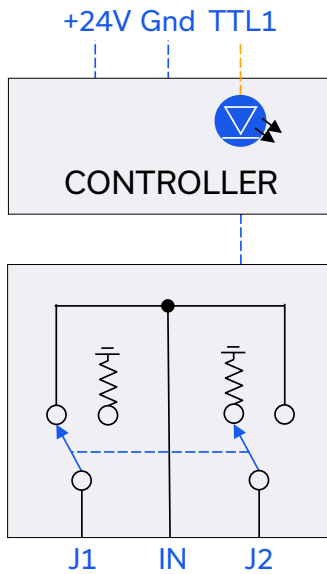 +24V Gnd TTL1
CONTROLLER
J1 IN J2